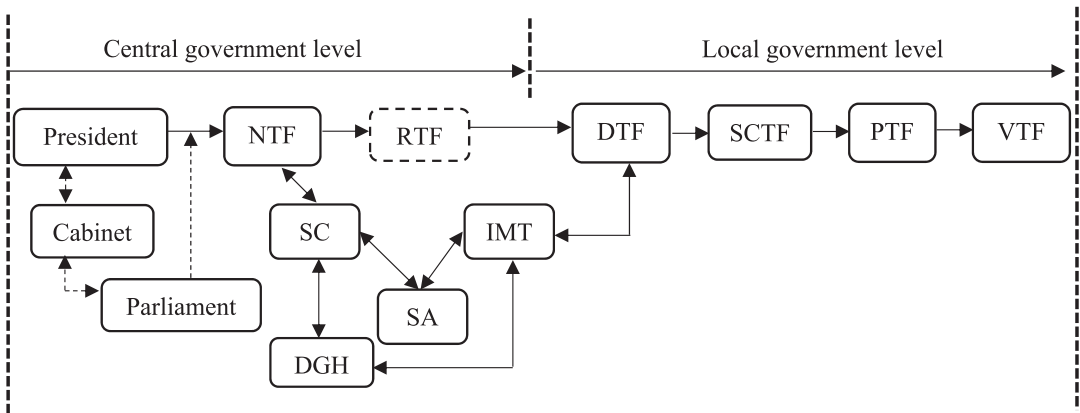 Central government level
Local government level
President
NTF
RTF
DTF
SCTF
PTF
VTF
Cabinet
SC
IMT
Parliament
SA
DGH